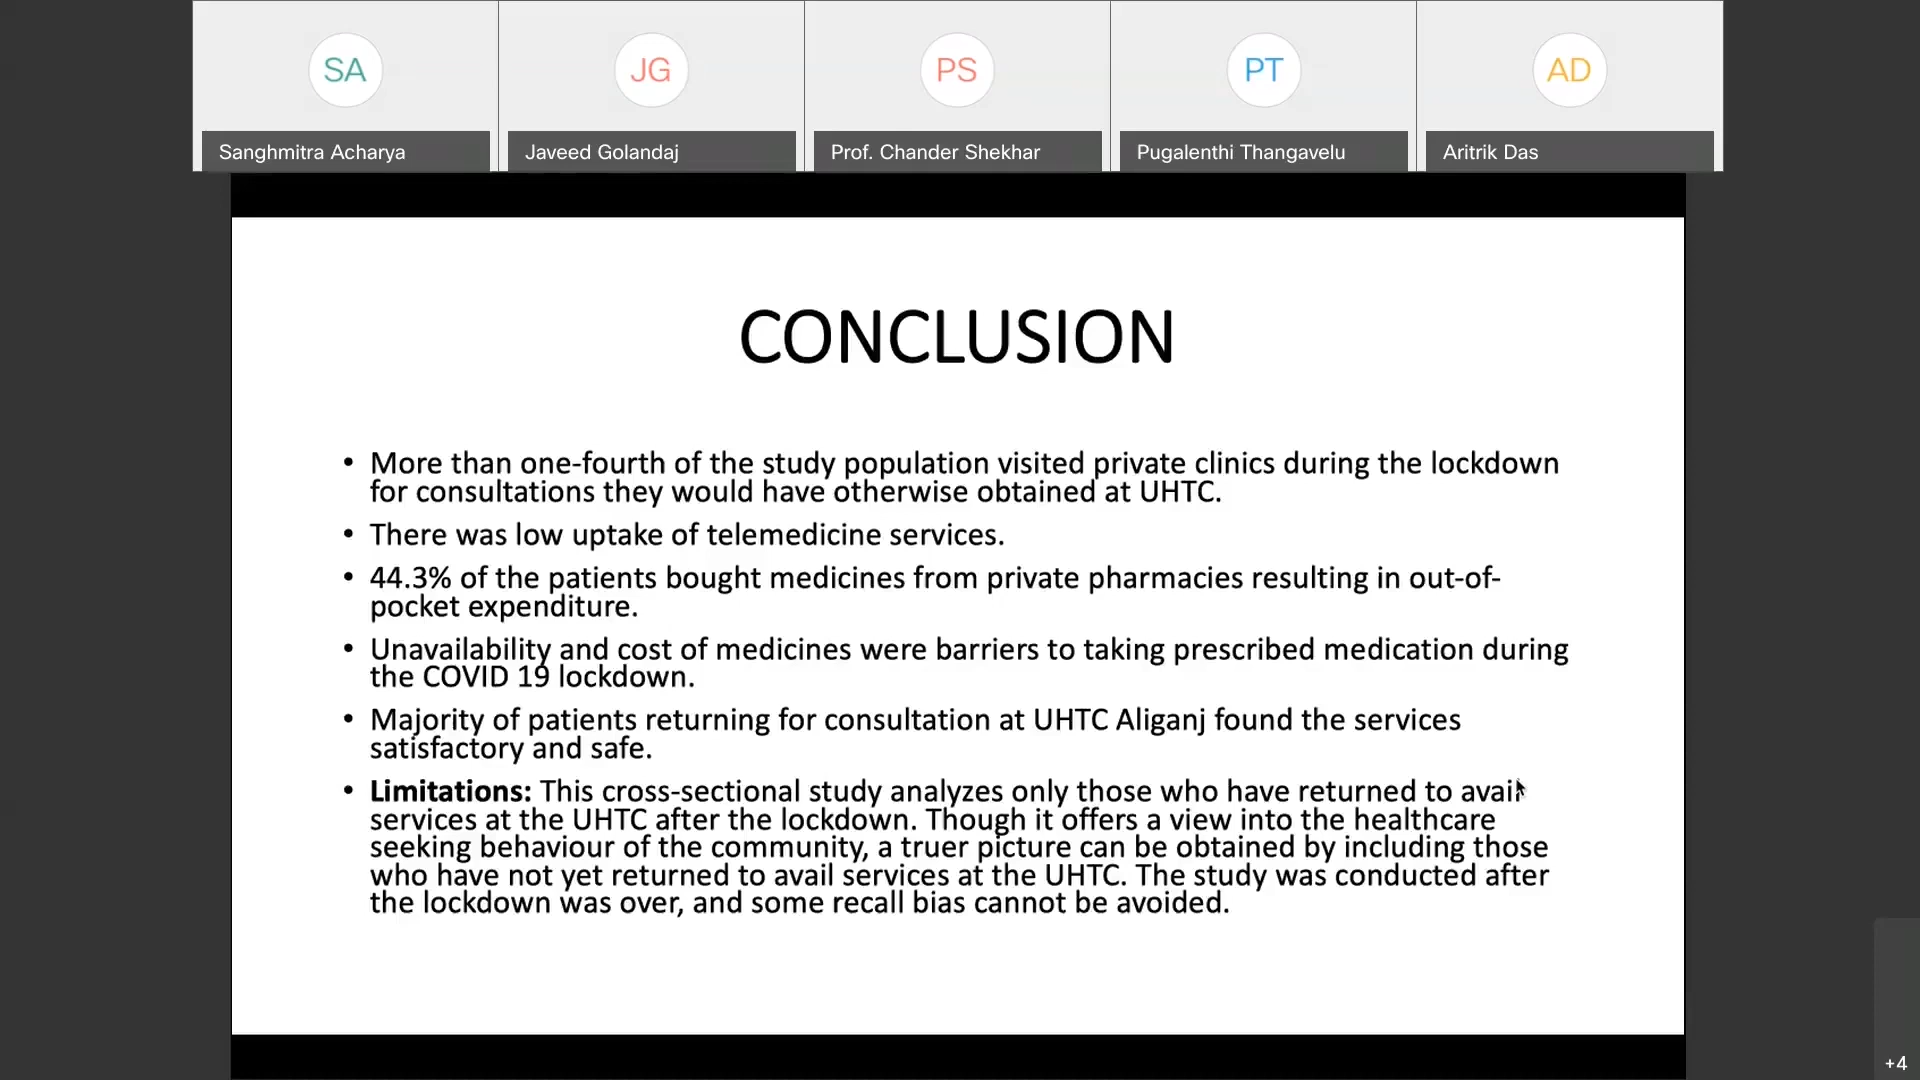 SA
JG
PS
PT
AD
Sanghmitra Acharya
Javeed Golandaj
Prof. Chander Shekhar
Pugalenthi Thangavelu
Aritrik Das
CONCLUSION
• More than one-fourth of the study population visited private clinics during the lockdown
for consultations they would have otherwise obtained at UHTC.
• There was low uptake of telemedicine services.
• 44.3% of the patients bought medicines from private pharmacies resulting in out-of-
pocket expenditure.
• Unavailability and cost of medicines were barriers to taking prescribed medication during
the COVID 19 lockdown.
• Majority of patients returning for consultation at UHTC Aliganj found the services
satisfactory and safe.
• Limitations: This cross-sectional study analyzes only those who have returned to avail
services at the UHTC after the lockdown. Though it offers a view into the healthcare
seeking behaviour of the community, a truer picture can be obtained by including those
who have not yet returned to avail services at the UHTC. The study was conducted after
the lockdown was over, and some recall bias cannot be avoided.
+4